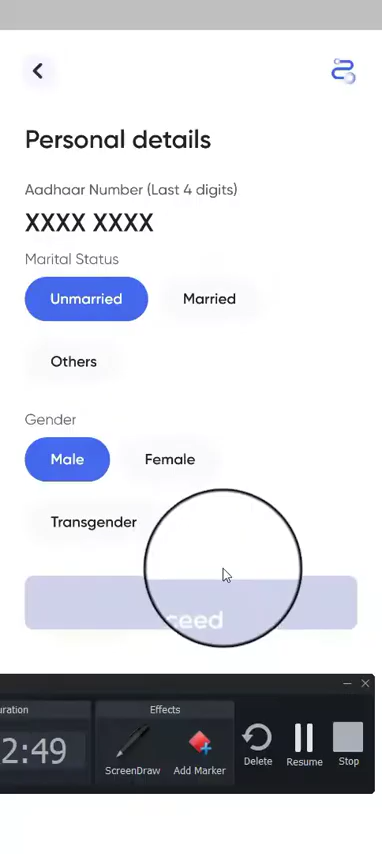 Personal details
Aadhaar Number (Last 4 digits)
XXXX XXXX
Marital Status
Unmarried Married
Others
Gender
Male Female
Transgender
ceed
uration Effects
2:49
ScreenDraw Add Marker Delete Resume Stop